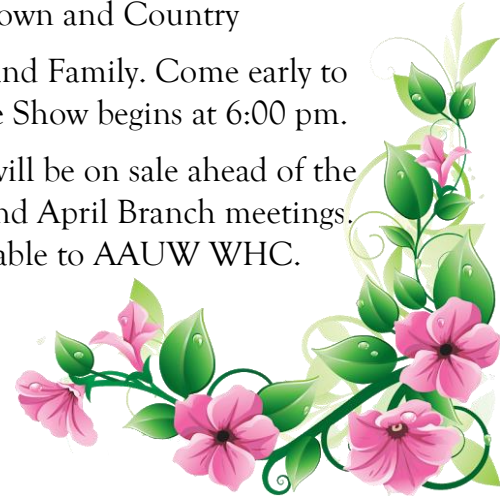 own and Country
nd Family. Come early to
Show begins at 6:00 pm.
will be on sale ahead of the
nd April Branch meetings.
able to AAUW WHC.